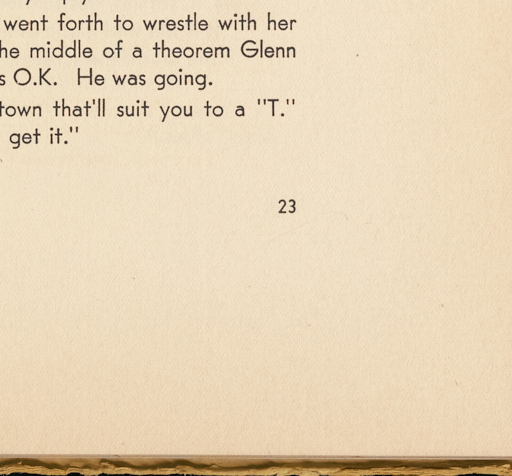 went forth to wrestle with her
he middle of a theorem Glenn
s O.K. He was going.
town that'll suit you to a "T."
get it."
23